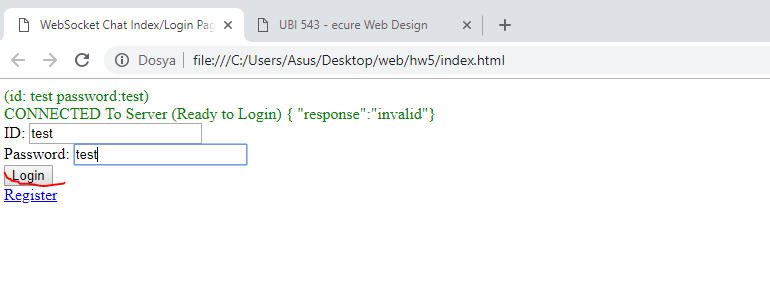 WebSocket Chat Index/Login Pag
UBI 543 - ecure Web Design
Dosya
file:///C:/Users/Asus/Desktop/web/hw5/index.html
(id: test password:test)
CONNECTED To Server (Ready to Login) { "response":"invalid"}
ID: test
Password: test
Login
Register